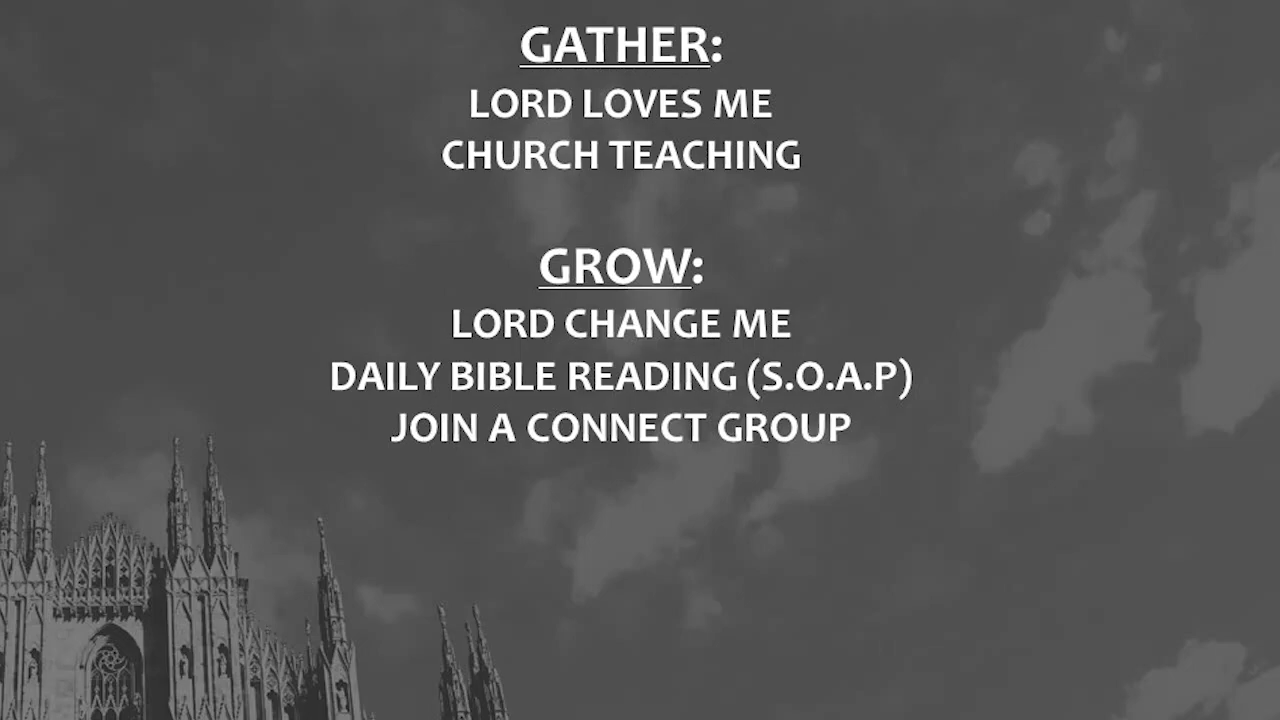 GATHER:
LORD LOVES ME
CHURCH TEACHING
GROW:
LORD CHANGE ME
DAILY BIBLE READING (S.O.A.P)
JOIN A CONNECT GROUP